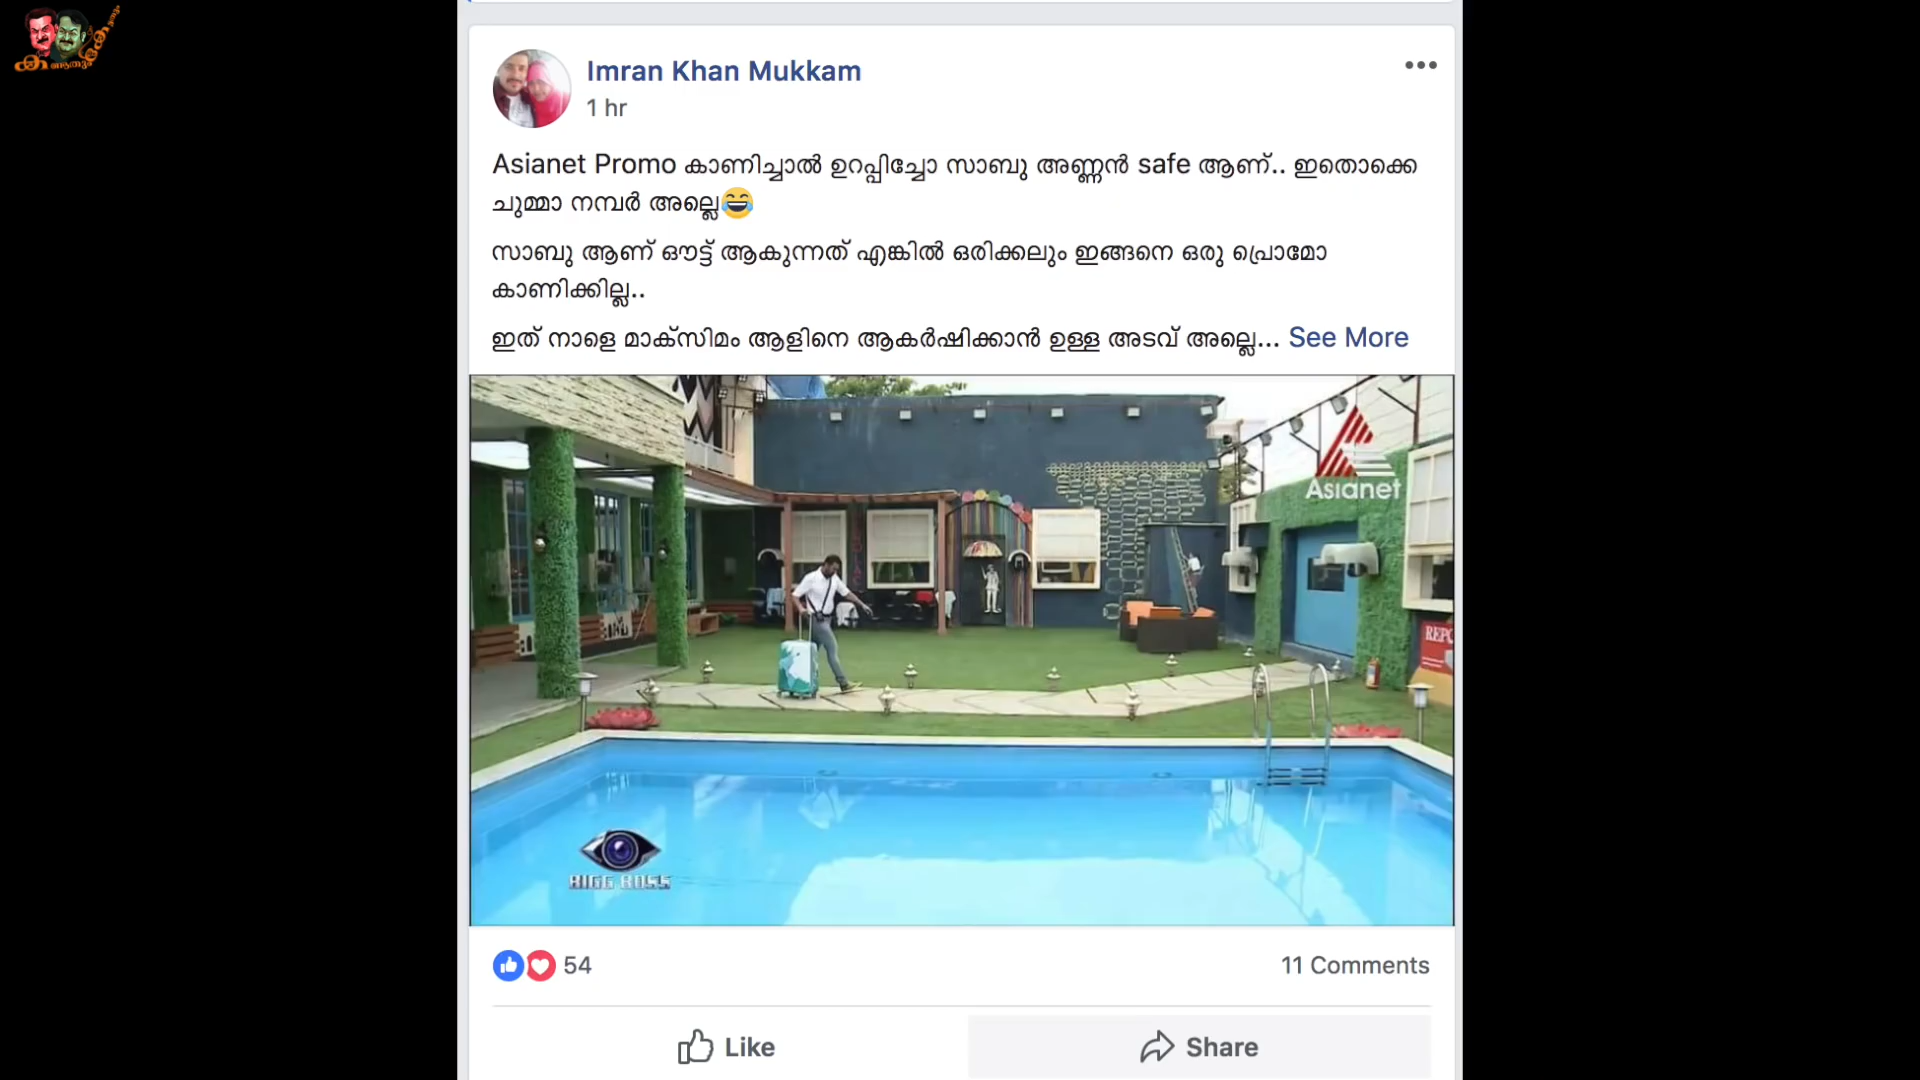 Imran Khan Mukkam
1 hr
Asianet Promo കാണിച്ചാൽ ഉറപ്പിച്ചോ സാബു അണ്ണൻ safe ആണ്.. ഇതൊക്കെ
ചുമ്മാ നമ്പർ അല്ലെ😂
സാബു ആണ് ഔട്ട് ആകുന്നത് എങ്കിൽ ഒരിക്കലും ഇങ്ങനെ ഒരു പ്രൊമോ
കാണിക്കില്ല..
ഇത് നാളെ മാക്സിമം ആളിനെ ആകർഷിക്കാൻ ഉള്ള അടവ് അല്ലെ... See More
Asianet
BIGG BOSS
54
11 Comments
Like
Share